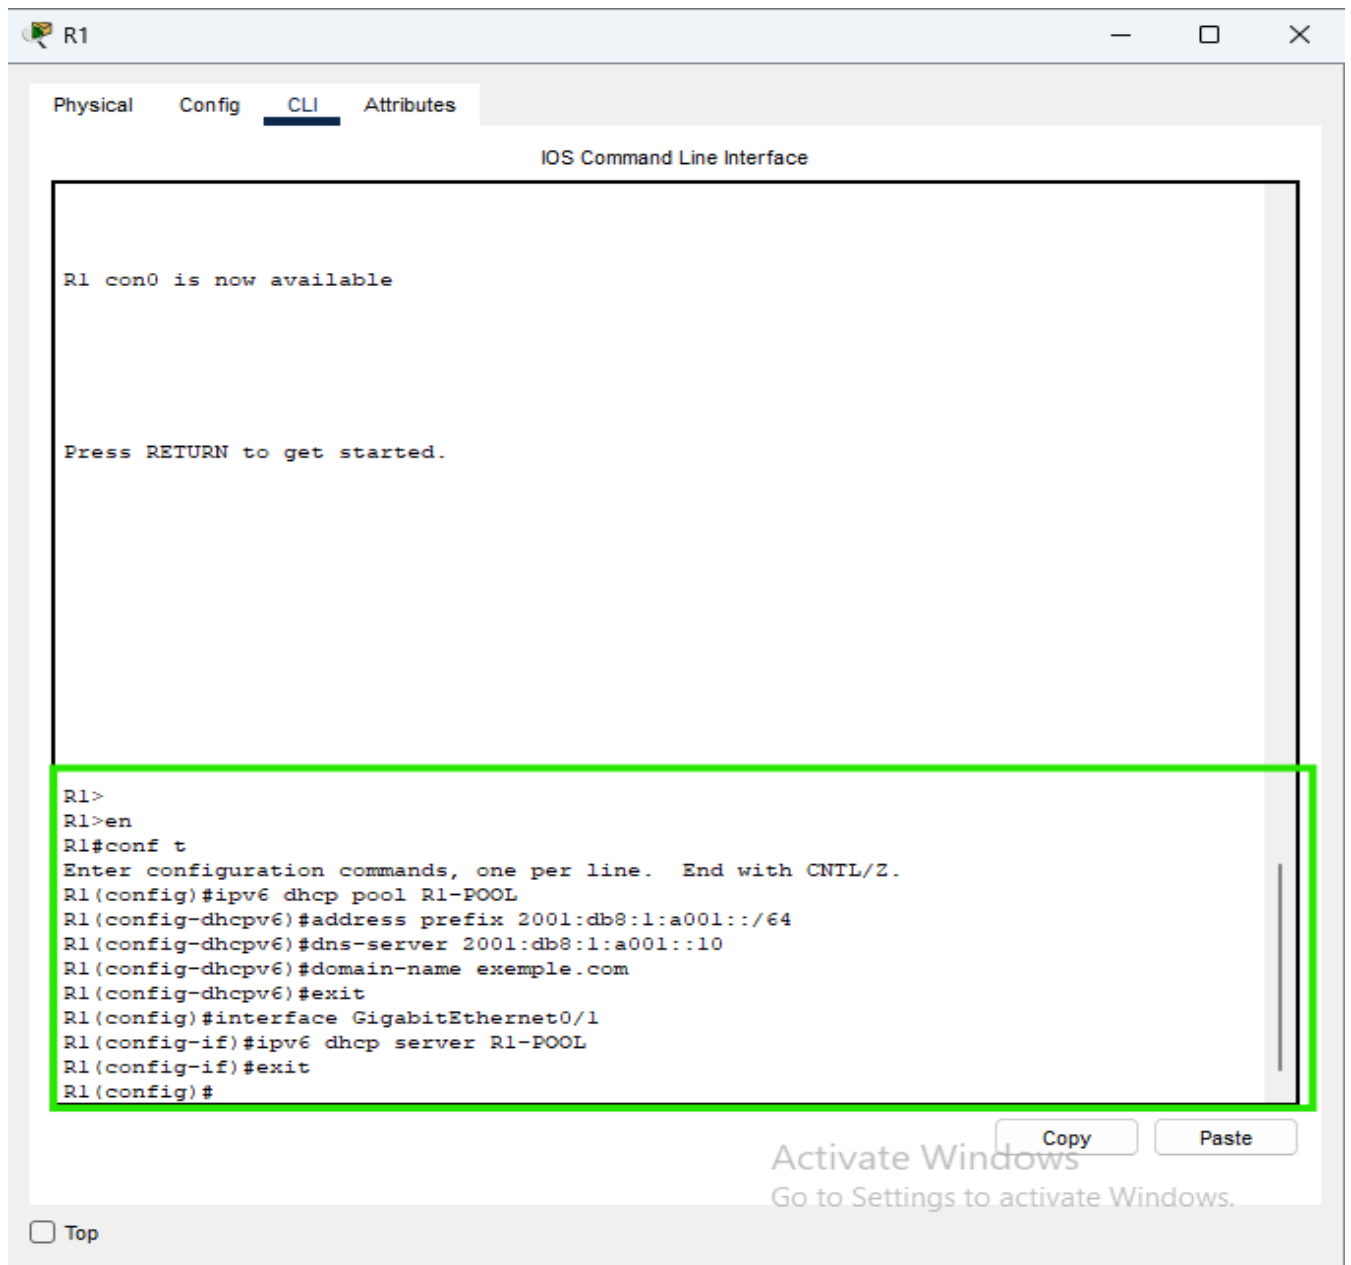 R1
Physical Config CLI Attributes
IOS Command Line Interface
R1 con0 is now available
Press RETURN to get started.
R1>
R1>en
R1#conf t
Enter configuration commands, one per line.  End with CNTL/Z.
R1(config)#ipv6 dhcp pool R1-POOL
R1(config-dhcpv6)#address prefix 2001:db8:1:a001::/64
R1(config-dhcpv6)#dns-server 2001:db8:1:a001::10
R1(config-dhcpv6)#domain-name exemple.com
R1(config-dhcpv6)#exit
R1(config)#interface GigabitEthernet0/1
R1(config-if)#ipv6 dhcp server R1-POOL
R1(config-if)#exit
R1(config)#
Copy Paste
Activate Windows
Go to Settings to activate Windows.
Top